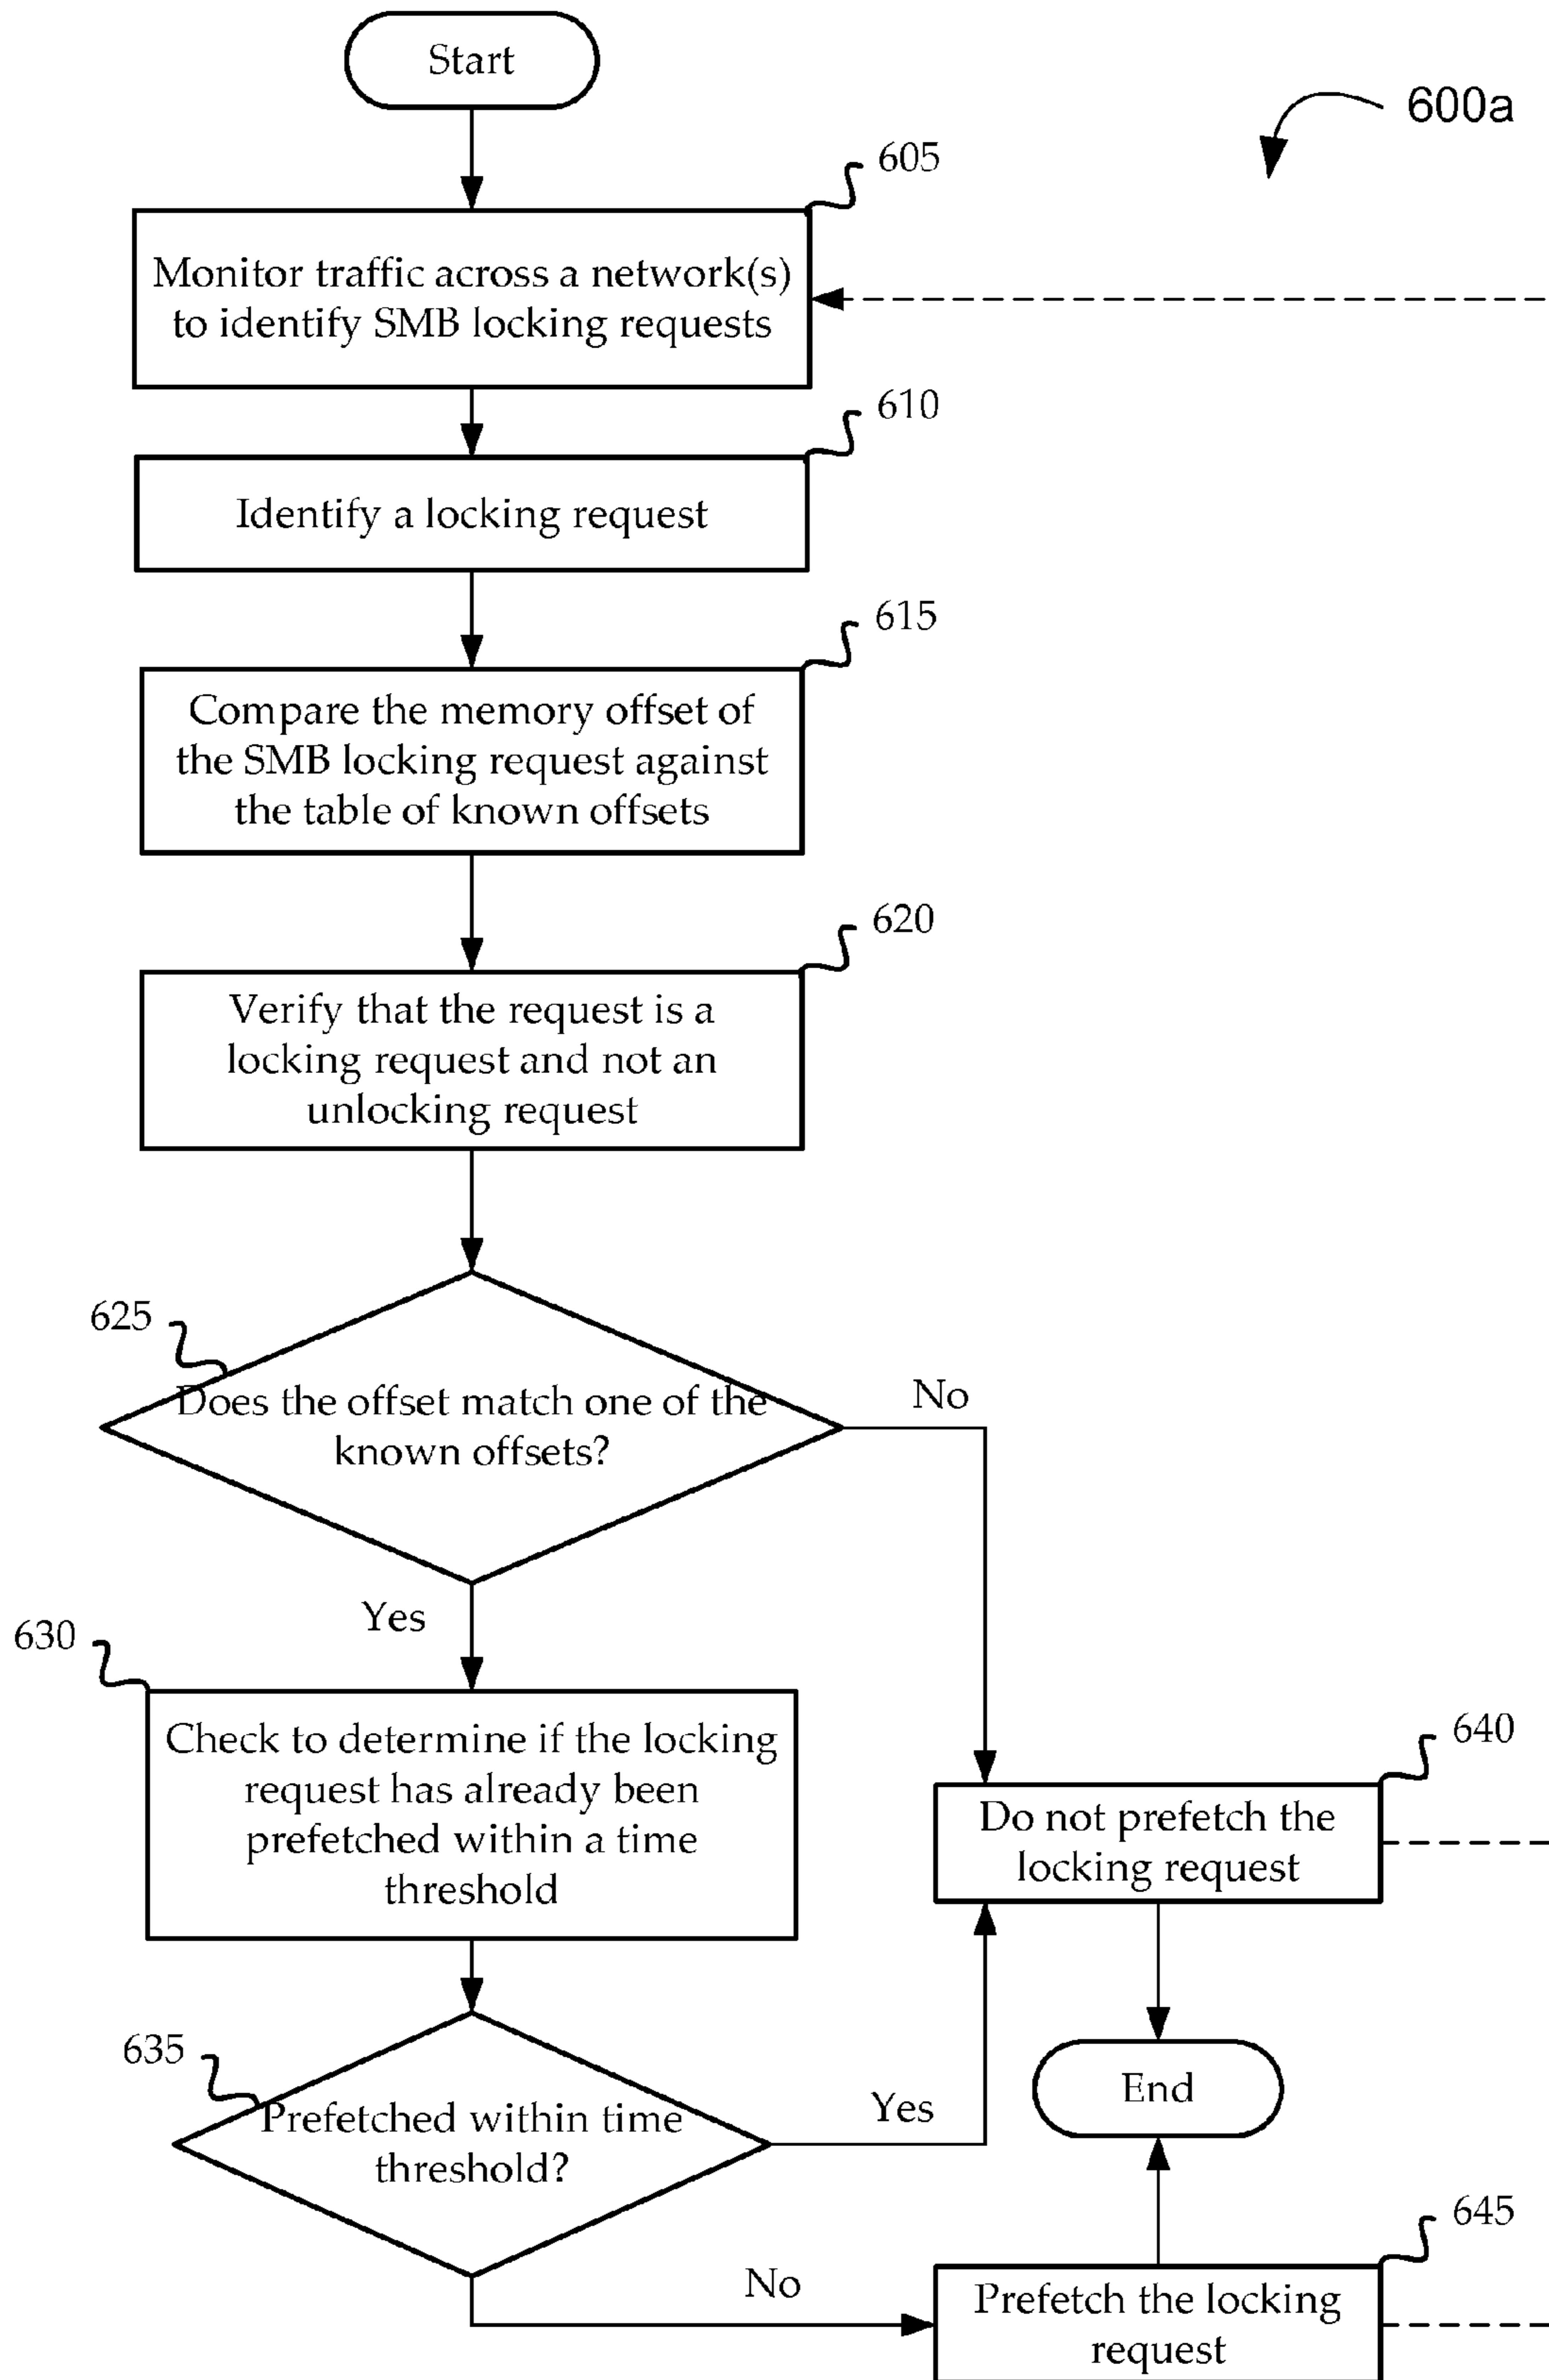 Start
600a
605
Monitor traffic across a network(s)
to identify SMB locking requests
610
Identify a locking request
615
Compare the memory offset of
the SMB locking request against
the table of known offsets
620
Verify that the request is a
locking request and not an
unlocking request
625
Does the offset match one of the
known offsets?
No
Yes
630
Check to determine if the locking
request has already been
prefetched within a time
threshold
640
Do not prefetch the
locking request
635
Prefetched within time
threshold?
Yes
End
No
645
Prefetch the locking
request